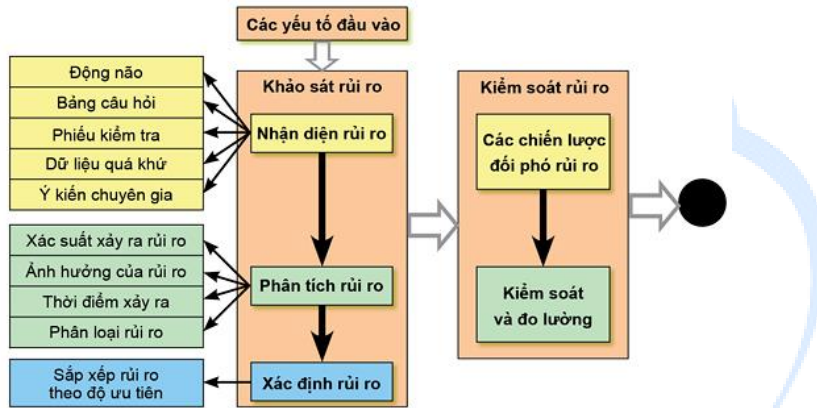 Các yếu tố đầu vào
Khảo sát rủi ro
Nhận diện rủi ro
Động não
Bảng câu hỏi
Phiếu kiểm tra
Dữ liệu quá khứ
Ý kiến chuyên gia
Phân tích rủi ro
Xác suất xảy ra rủi ro
Ảnh hưởng của rủi ro
Thời điểm xảy ra
Phân loại rủi ro
Xác định rủi ro
Sắp xếp rủi ro
theo độ ưu tiên
Kiểm soát rủi ro
Các chiến lược
đối phó rủi ro
Kiểm soát
và đo lường